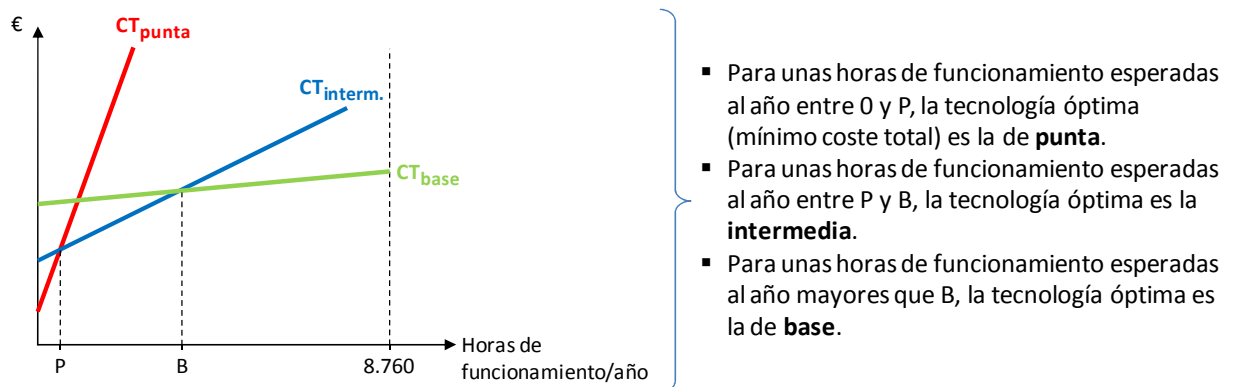 €
CTpunta
CTinterm.
CTbase
P
B
8.760
Horas de
funcionamiento/año
▪ Para unas horas de funcionamiento esperadas
al año entre 0 y P, la tecnología óptima
(mínimo coste total) es la de punta.
▪ Para unas horas de funcionamiento esperadas
al año entre P y B, la tecnología óptima es la
intermedia.
▪ Para unas horas de funcionamiento esperadas
al año mayores que B, la tecnología óptima es
la de base.